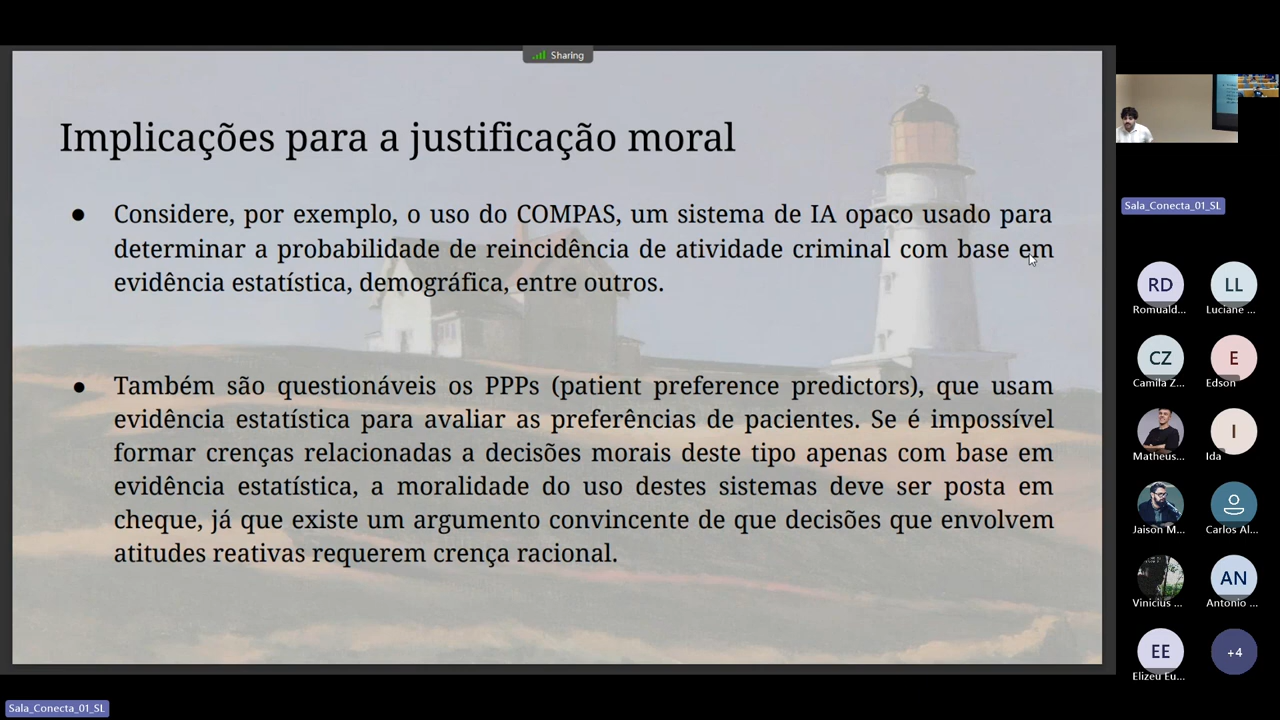 Sharing
Implicações para a justificação moral
● Considere, por exemplo, o uso do COMPAS, um sistema de IA opaco usado para
determinar a probabilidade de reincidência de atividade criminal com base em
evidência estatística, demográfica, entre outros.
● Também são questionáveis os PPPs (patient preference predictors), que usam
evidência estatística para avaliar as preferências de pacientes. Se é impossível
formar crenças relacionadas a decisões morais deste tipo apenas com base em
evidência estatística, a moralidade do uso destes sistemas deve ser posta em
cheque, já que existe um argumento convincente de que decisões que envolvem
atitudes reativas requerem crença racional.
Sala_Conecta_01_SL
RD
LL
Romuald...
Luciane ...
CZ
E
Camila Z...
Edson
I
Matheus...
Ida
Jaison M...
Carlos Al...
AN
Vinicius ...
Antonio ...
EE
+4
Elizeu Eu...
Sala_Conecta_01_SL